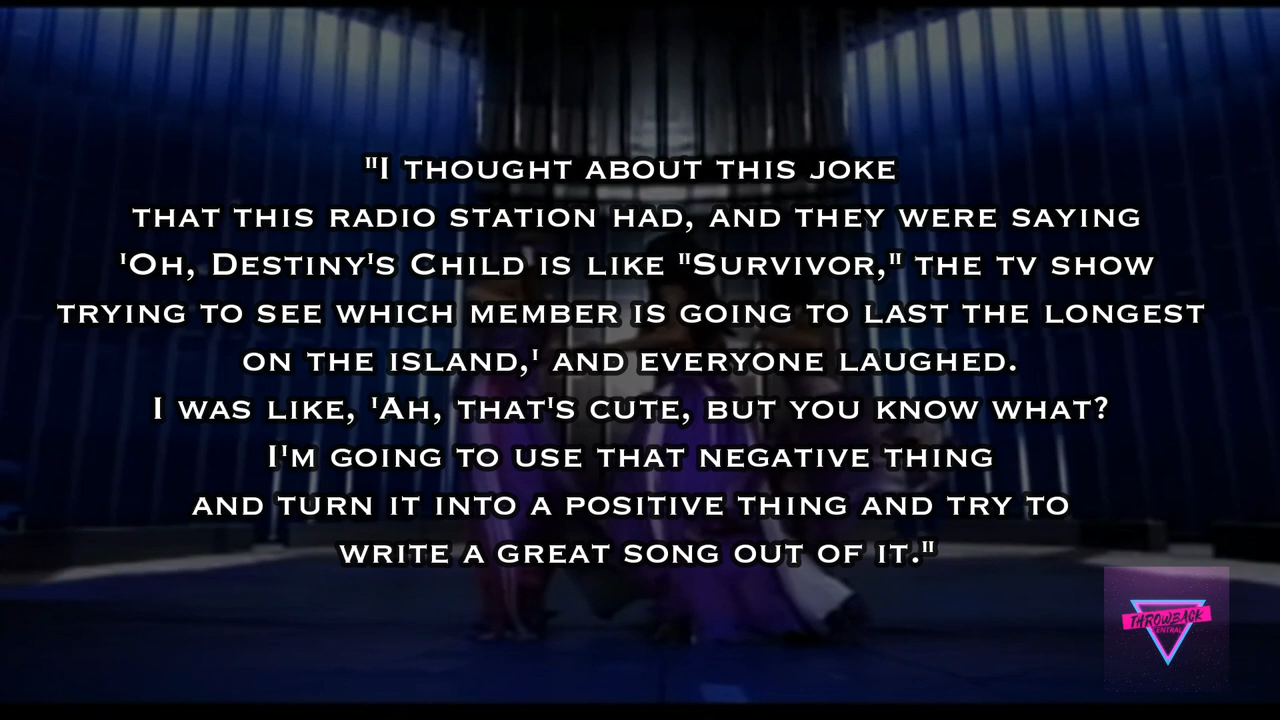 "I THOUGHT ABOUT THIS JOKE
THAT THIS RADIO STATION HAD, AND THEY WERE SAYING
'OH, DESTINY'S CHILD IS LIKE "SURVIVOR," THE TV SHOW
TRYING TO SEE WHICH MEMBER IS GOING TO LAST THE LONGEST
ON THE ISLAND,' AND EVERYONE LAUGHED.
I WAS LIKE, 'AH, THAT'S CUTE, BUT YOU KNOW WHAT?
I'M GOING TO USE THAT NEGATIVE THING
AND TURN IT INTO A POSITIVE THING AND TRY TO
WRITE A GREAT SONG OUT OF IT."
THROWBACK
CENTRAL